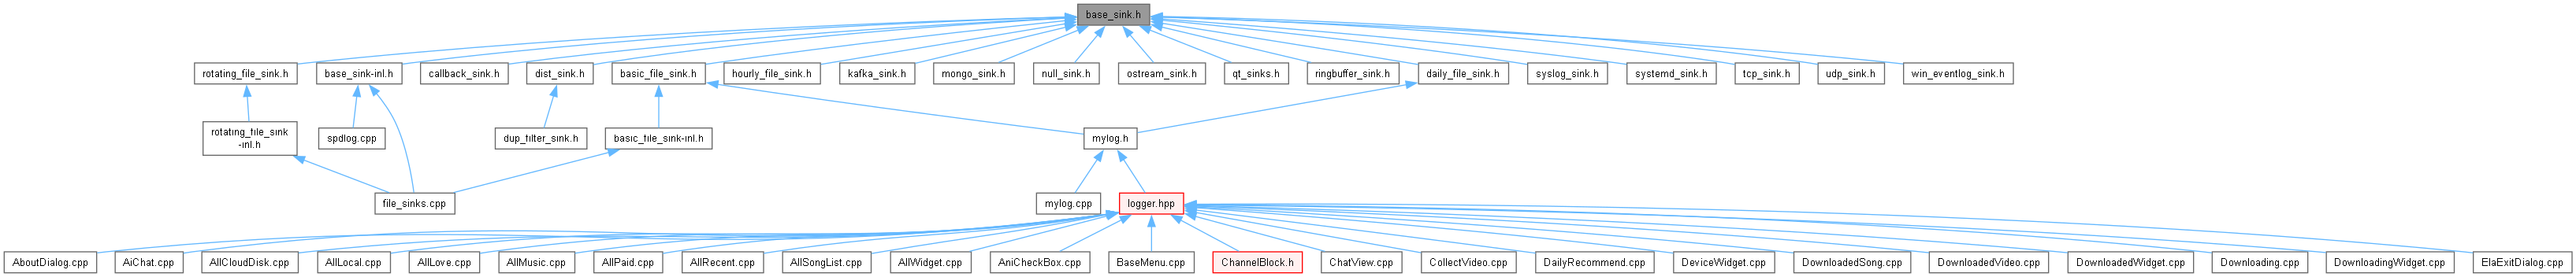 base_sink.h
rotating_file_sink.h
base_sink-inl.h
callback_sink.h
dist_sink.h
basic_file_sink.h
hourly_file_sink.h
kafka_sink.h
mongo_sink.h
null_sink.h
ostream_sink.h
qt_sinks.h
ringbuffer_sink.h
daily_file_sink.h
syslog_sink.h
systemd_sink.h
tcp_sink.h
udp_sink.h
win_eventlog_sink.h
rotating_file_sink
-inl.h
spdlog.cpp
dup_filter_sink.h
basic_file_sink-inl.h
mylog.h
file_sinks.cpp
mylog.cpp
logger.hpp
AboutDialog.cpp
AiChat.cpp
AllCloudDisk.cpp
AllLocal.cpp
AllLove.cpp
AllMusic.cpp
AllPaid.cpp
AllRecent.cpp
AllSongList.cpp
AllWidget.cpp
AniCheckBox.cpp
BaseMenu.cpp
ChannelBlock.h
ChatView.cpp
CollectVideo.cpp
DailyRecommend.cpp
DeviceWidget.cpp
DownloadedSong.cpp
DownloadedVideo.cpp
DownloadedWidget.cpp
Downloading.cpp
DownloadingWidget.cpp
ElaExitDialog.cpp